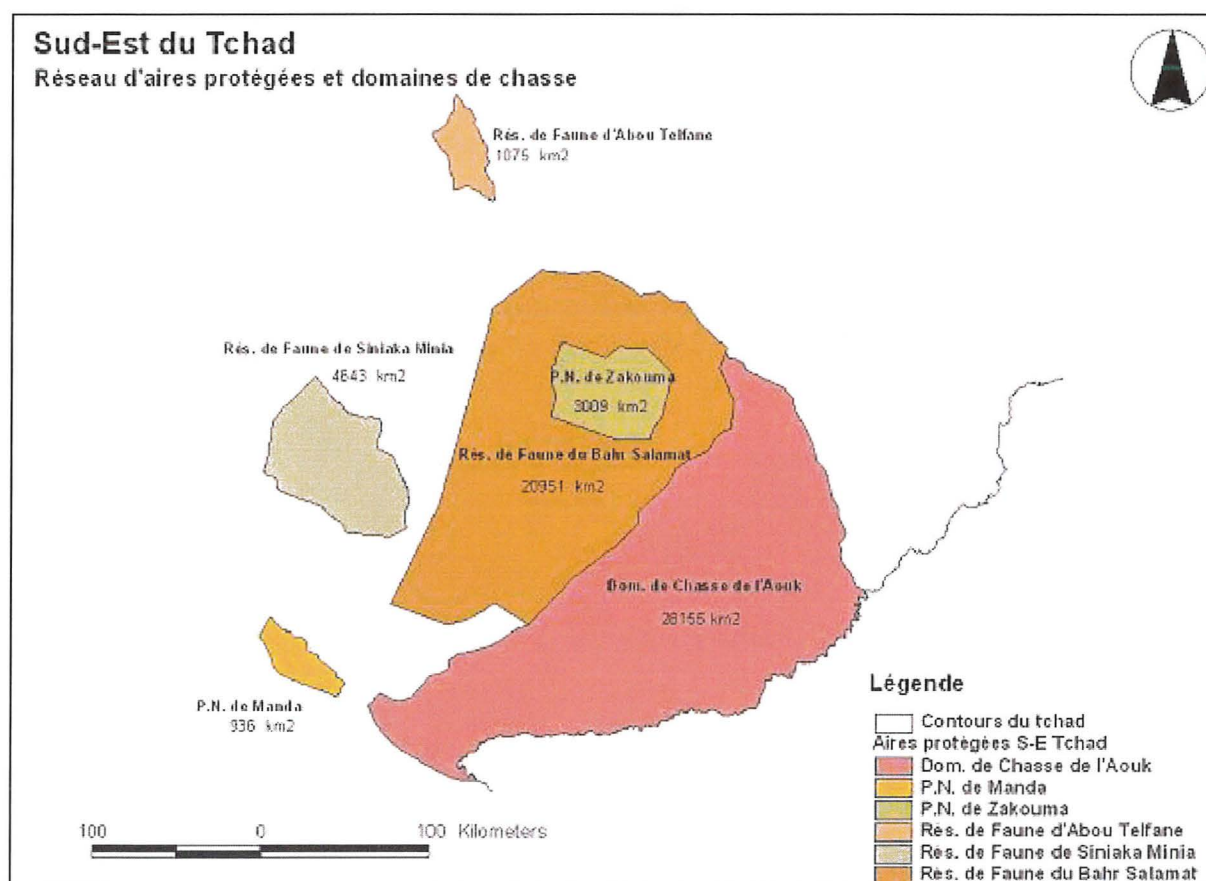 Sud-Est du Tchad
Réseau d'aires protégées et domaines de chasse
Rés. de Faune d'Abou Telfane
1075 km2
Rés. de Faune de Siniaka Minia
4643 km2
P.N. de Zakouma
3009 km2
Rés. de Faune du Bahr Salamat
20951 km2
Dom. de Chasse de l'Aouk
28155 km2
P.N. de Manda
936 km2
Légende
Contours du tchad
Aires protégées S-E Tchad
Dom. de Chasse de l'Aouk
P.N. de Manda
P.N. de Zakouma
Rés. de Faune d'Abou Telfane
Rés. de Faune de Siniaka Minia
Rés. de Faune du Bahr Salamat
100 0 100 Kilometers